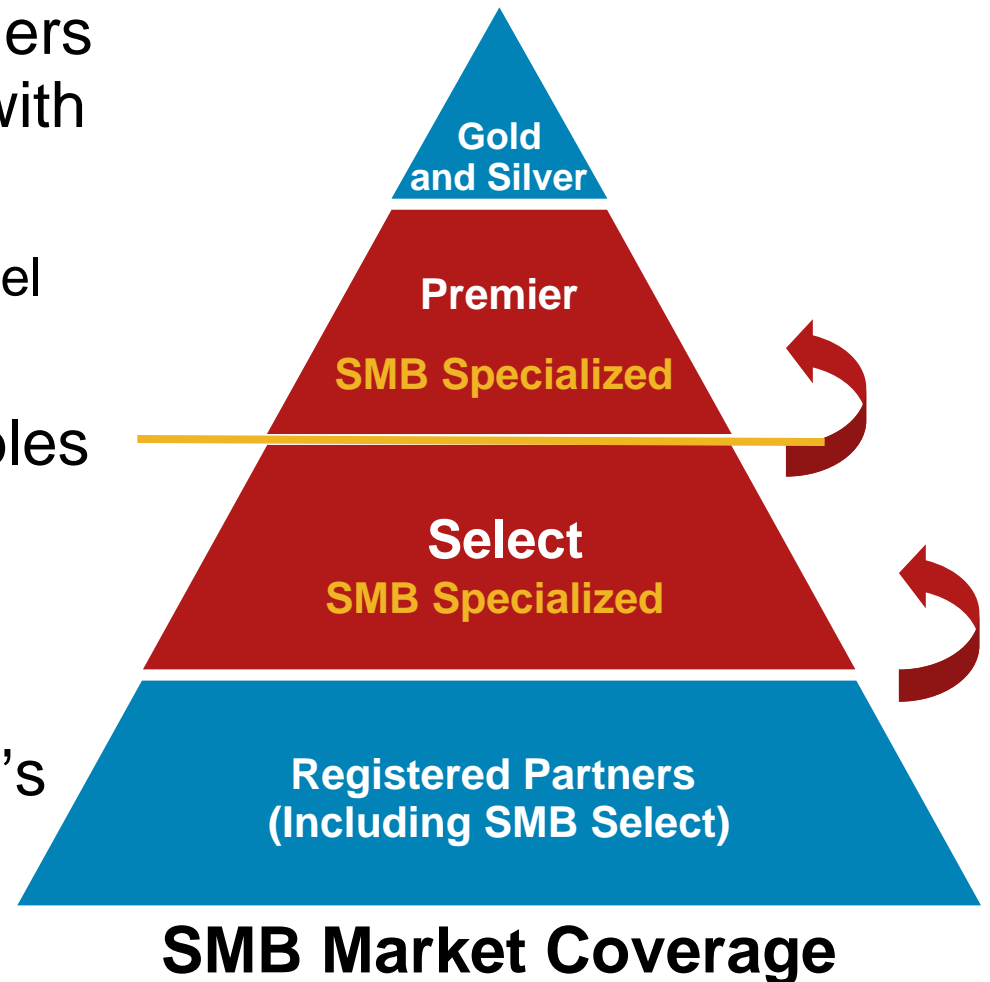 ers
with
el
oles
's
Gold
and Silver
Premier
SMB Specialized
Select
SMB Specialized
Registered Partners
(Including SMB Select)
SMB Market Coverage